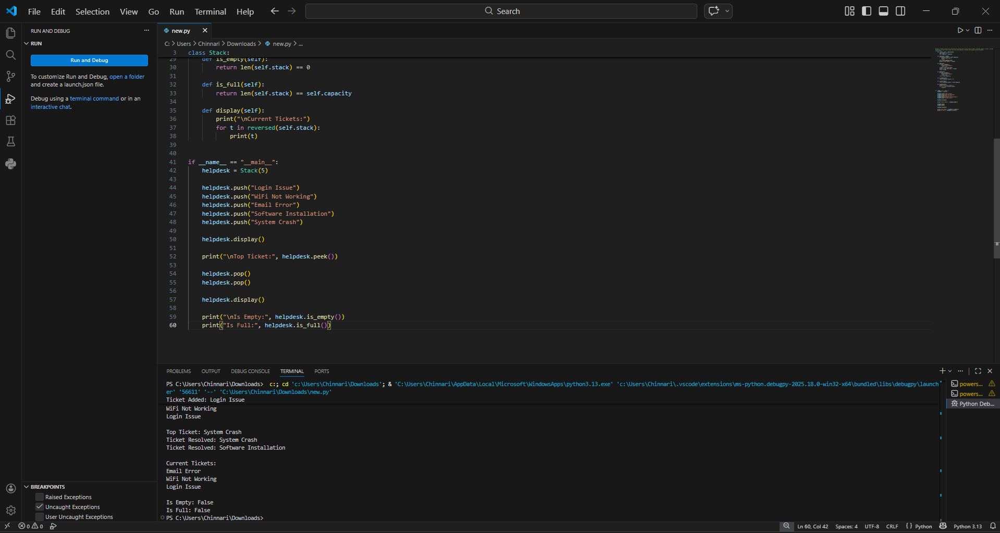 File Edit Selection View Go Run Terminal Help
Search
RUN AND DEBUG
RUN
Run and Debug
To customize Run and Debug, open a folder
and create a launch.json file.
Debug using a terminal command or in an
interactive chat.
new.py
C: > Users > Chinnari > Downloads > new.py > ...
3 class Stack:
29 def is_empty(self):
30 return len(self.stack) == 0
31
32 def is_full(self):
33 return len(self.stack) == self.capacity
34
35 def display(self):
36 print("\nCurrent Tickets:")
37 for t in reversed(self.stack):
38 print(t)
39
40
41 if __name__ == "__main__":
42 helpdesk = Stack(5)
43
44 helpdesk.push("Login Issue")
45 helpdesk.push("WiFi Not Working")
46 helpdesk.push("Email Error")
47 helpdesk.push("Software Installation")
48 helpdesk.push("System Crash")
49
50 helpdesk.display()
51
52 print("\nTop Ticket:", helpdesk.peek())
53
54 helpdesk.pop()
55 helpdesk.pop()
56
57 helpdesk.display()
58
59 print("\nIs Empty:", helpdesk.is_empty())
60 print("Is Full:", helpdesk.is_full())
PROBLEMS OUTPUT DEBUG CONSOLE TERMINAL PORTS
PS C:\Users\Chinnari\Downloads> c:; cd 'c:\Users\Chinnari\Downloads'; & 'C:\Users\Chinnari\AppData\Local\Microsoft\WindowsApps\python3.13.exe' 'c:\Users\Chinnari\.vscode\extensions\ms-python.debugpy-2025.18.0-win32-x64\bundled\libs\debugpy\launch
er' '56611' '--' 'C:\Users\Chinnari\Downloads\new.py'
Ticket Added: Login Issue
WiFi Not Working
Login Issue
Top Ticket: System Crash
Ticket Resolved: System Crash
Ticket Resolved: Software Installation
Current Tickets:
Email Error
WiFi Not Working
Login Issue
Is Empty: False
Is Full: False
PS C:\Users\Chinnari\Downloads>
powers...
powers...
Python Deb...
BREAKPOINTS
Raised Exceptions
Uncaught Exceptions
User Uncaught Exceptions
0 0
Ln 60, Col 42 Spaces: 4 UTF-8 CRLF { } Python Python 3.13